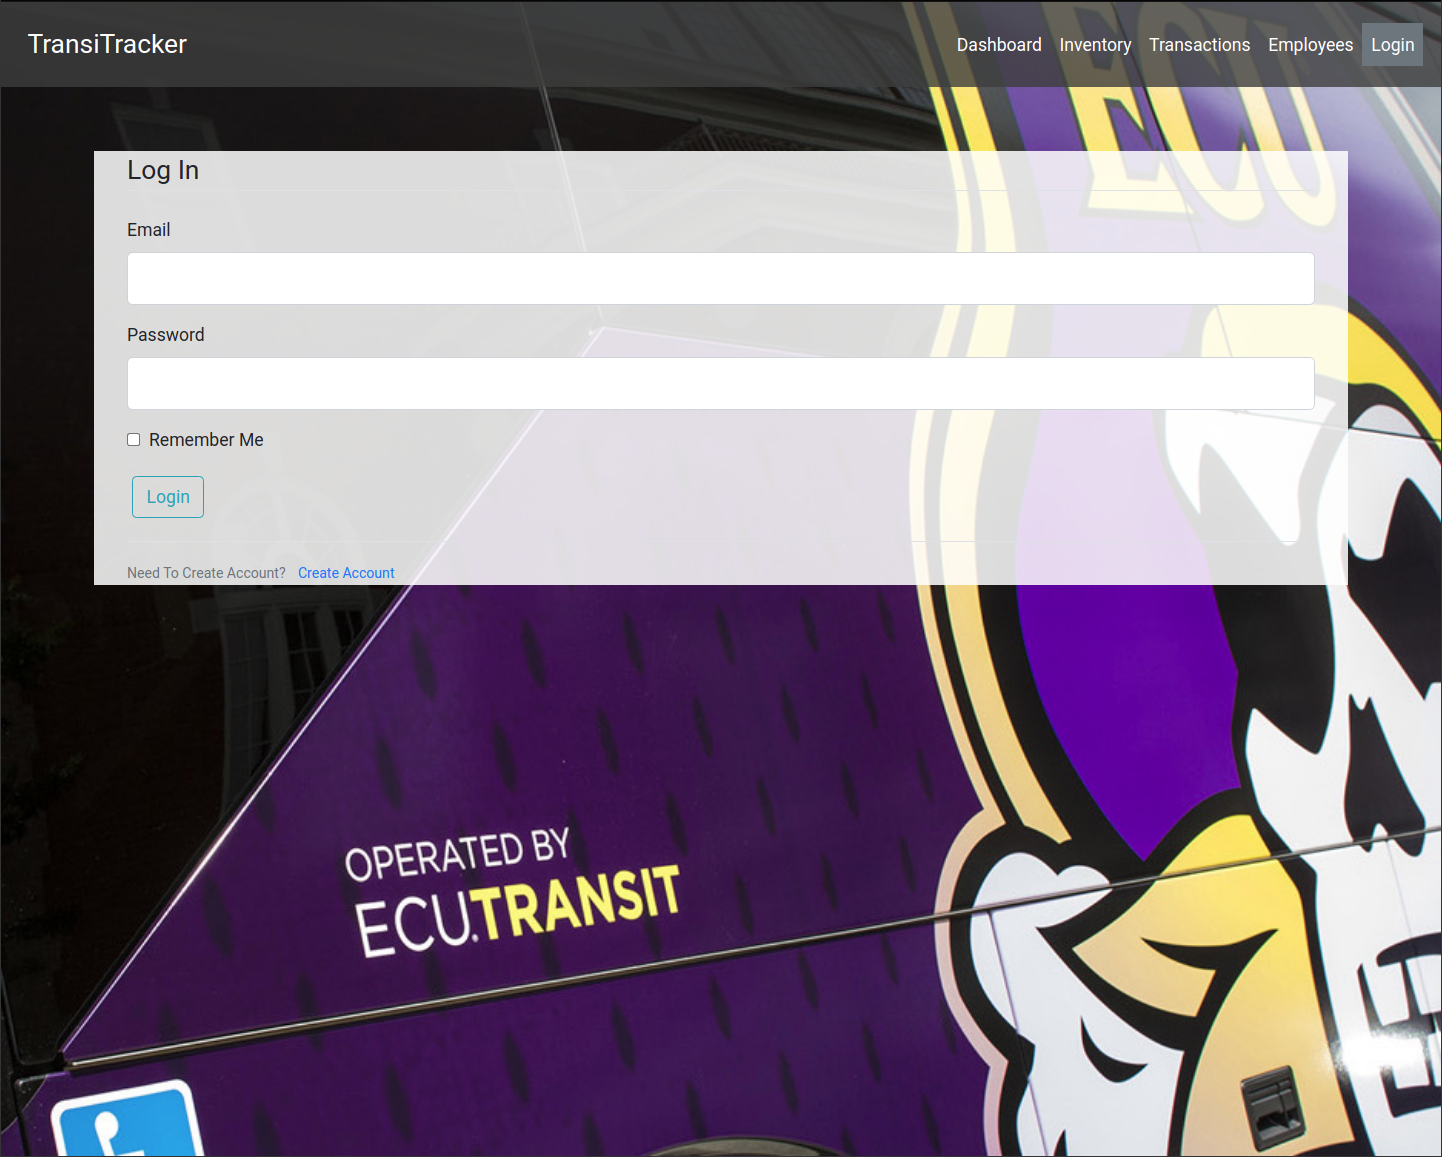 TransiTracker
Dashboard Inventory Transactions Employees Login
ECU
Log In
Email
Password
Remember Me
Login
Need To Create Account? Create Account
OPERATED BY
ECU.TRANSIT